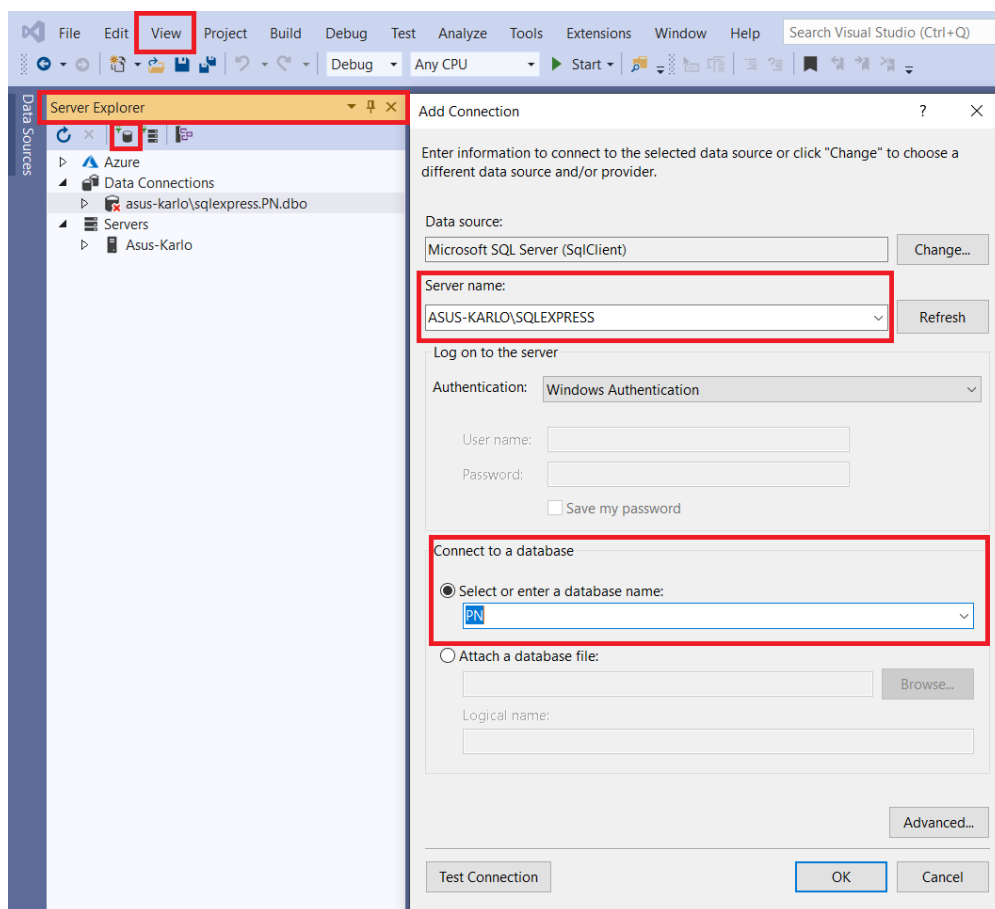 File Edit View Project Build Debug Test Analyze Tools Extensions Window Help Search Visual Studio (Ctrl+Q)
Debug Any CPU Start
Data Sources
Server Explorer
Azure
Data Connections
asus-karlo\sqlexpress.PN.dbo
Servers
Asus-Karlo
Add Connection ?
Enter information to connect to the selected data source or click "Change" to choose a
different data source and/or provider.
Data source:
Microsoft SQL Server (SqlClient) Change...
Server name:
ASUS-KARLO\SQLEXPRESS Refresh
Log on to the server
Authentication: Windows Authentication
User name:
Password:
Save my password
Connect to a database
Select or enter a database name:
PN
Attach a database file:
Browse...
Logical name:
Advanced...
Test Connection OK Cancel